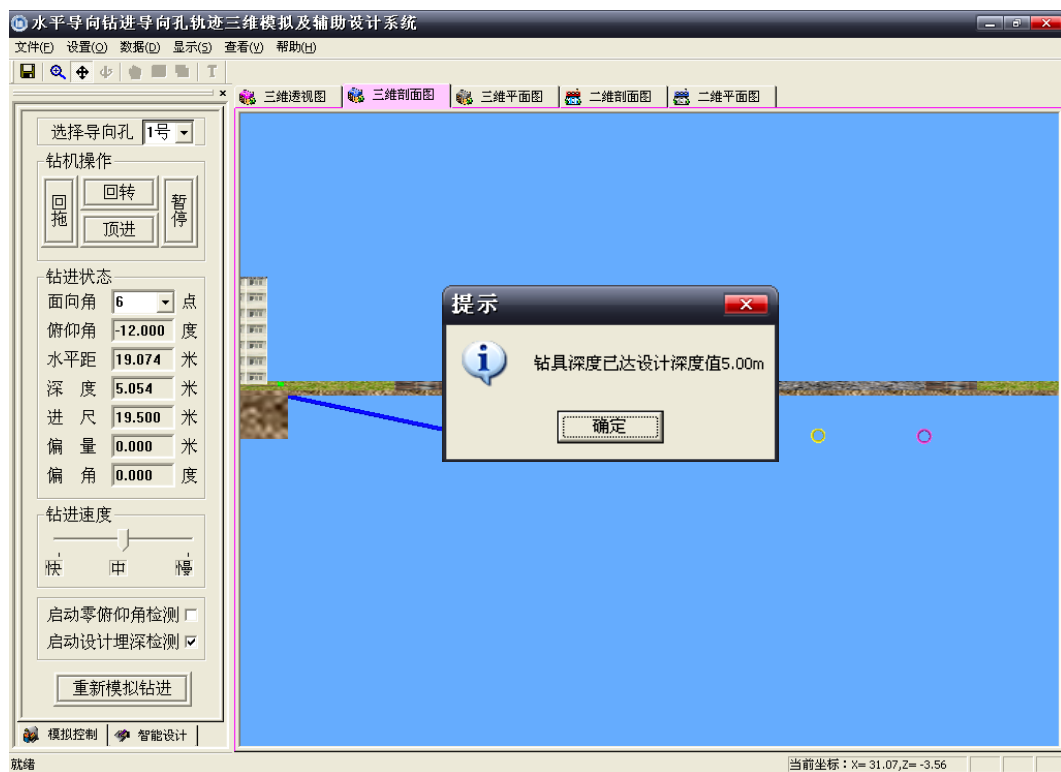 水平导向钻进导向孔轨迹三维模拟及辅助设计系统
文件(F) 设置(O) 数据(D) 显示(S) 查看(V) 帮助(H)
T
三维透视图 三维剖面图 三维平面图 二维剖面图 二维平面图
选择导向孔 1号
钻机操作
回拖 回转 暂停
顶进
钻进状态
面向角 6 点
俯仰角 -12.000 度
水平距 19.074 米
深 度 5.054 米
进 尺 19.500 米
偏 量 0.000 米
偏 角 0.000 度
钻进速度
快 中 慢
启动零俯仰角检测
启动设计埋深检测
重新模拟钻进
模拟控制 智能设计
提示
钻具深度已达设计深度值5.00m
确定
就绪 当前坐标：X= 31.07,Z= -3.56